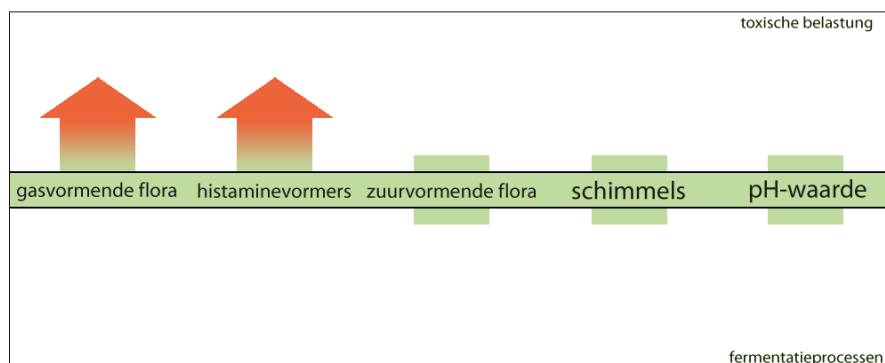 toxische belastung
gasvormende flora histaminevormers zuurvormende flora schimmels pH-waarde
fermentatieprocessen